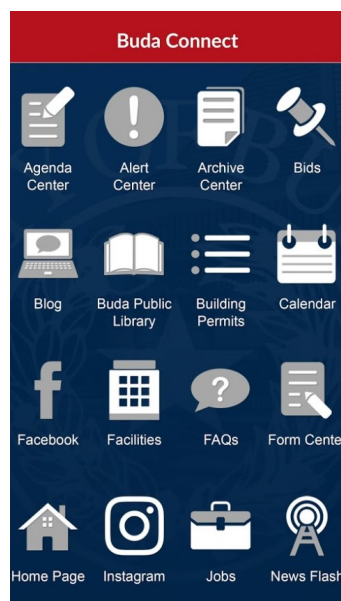 Buda Connect
Agenda Center
Alert Center
Archive Center
Bids
Blog
Buda Public Library
Building Permits
Calendar
Facebook
Facilities
FAQs
Form Cente
Home Page
Instagram
Jobs
News Flash